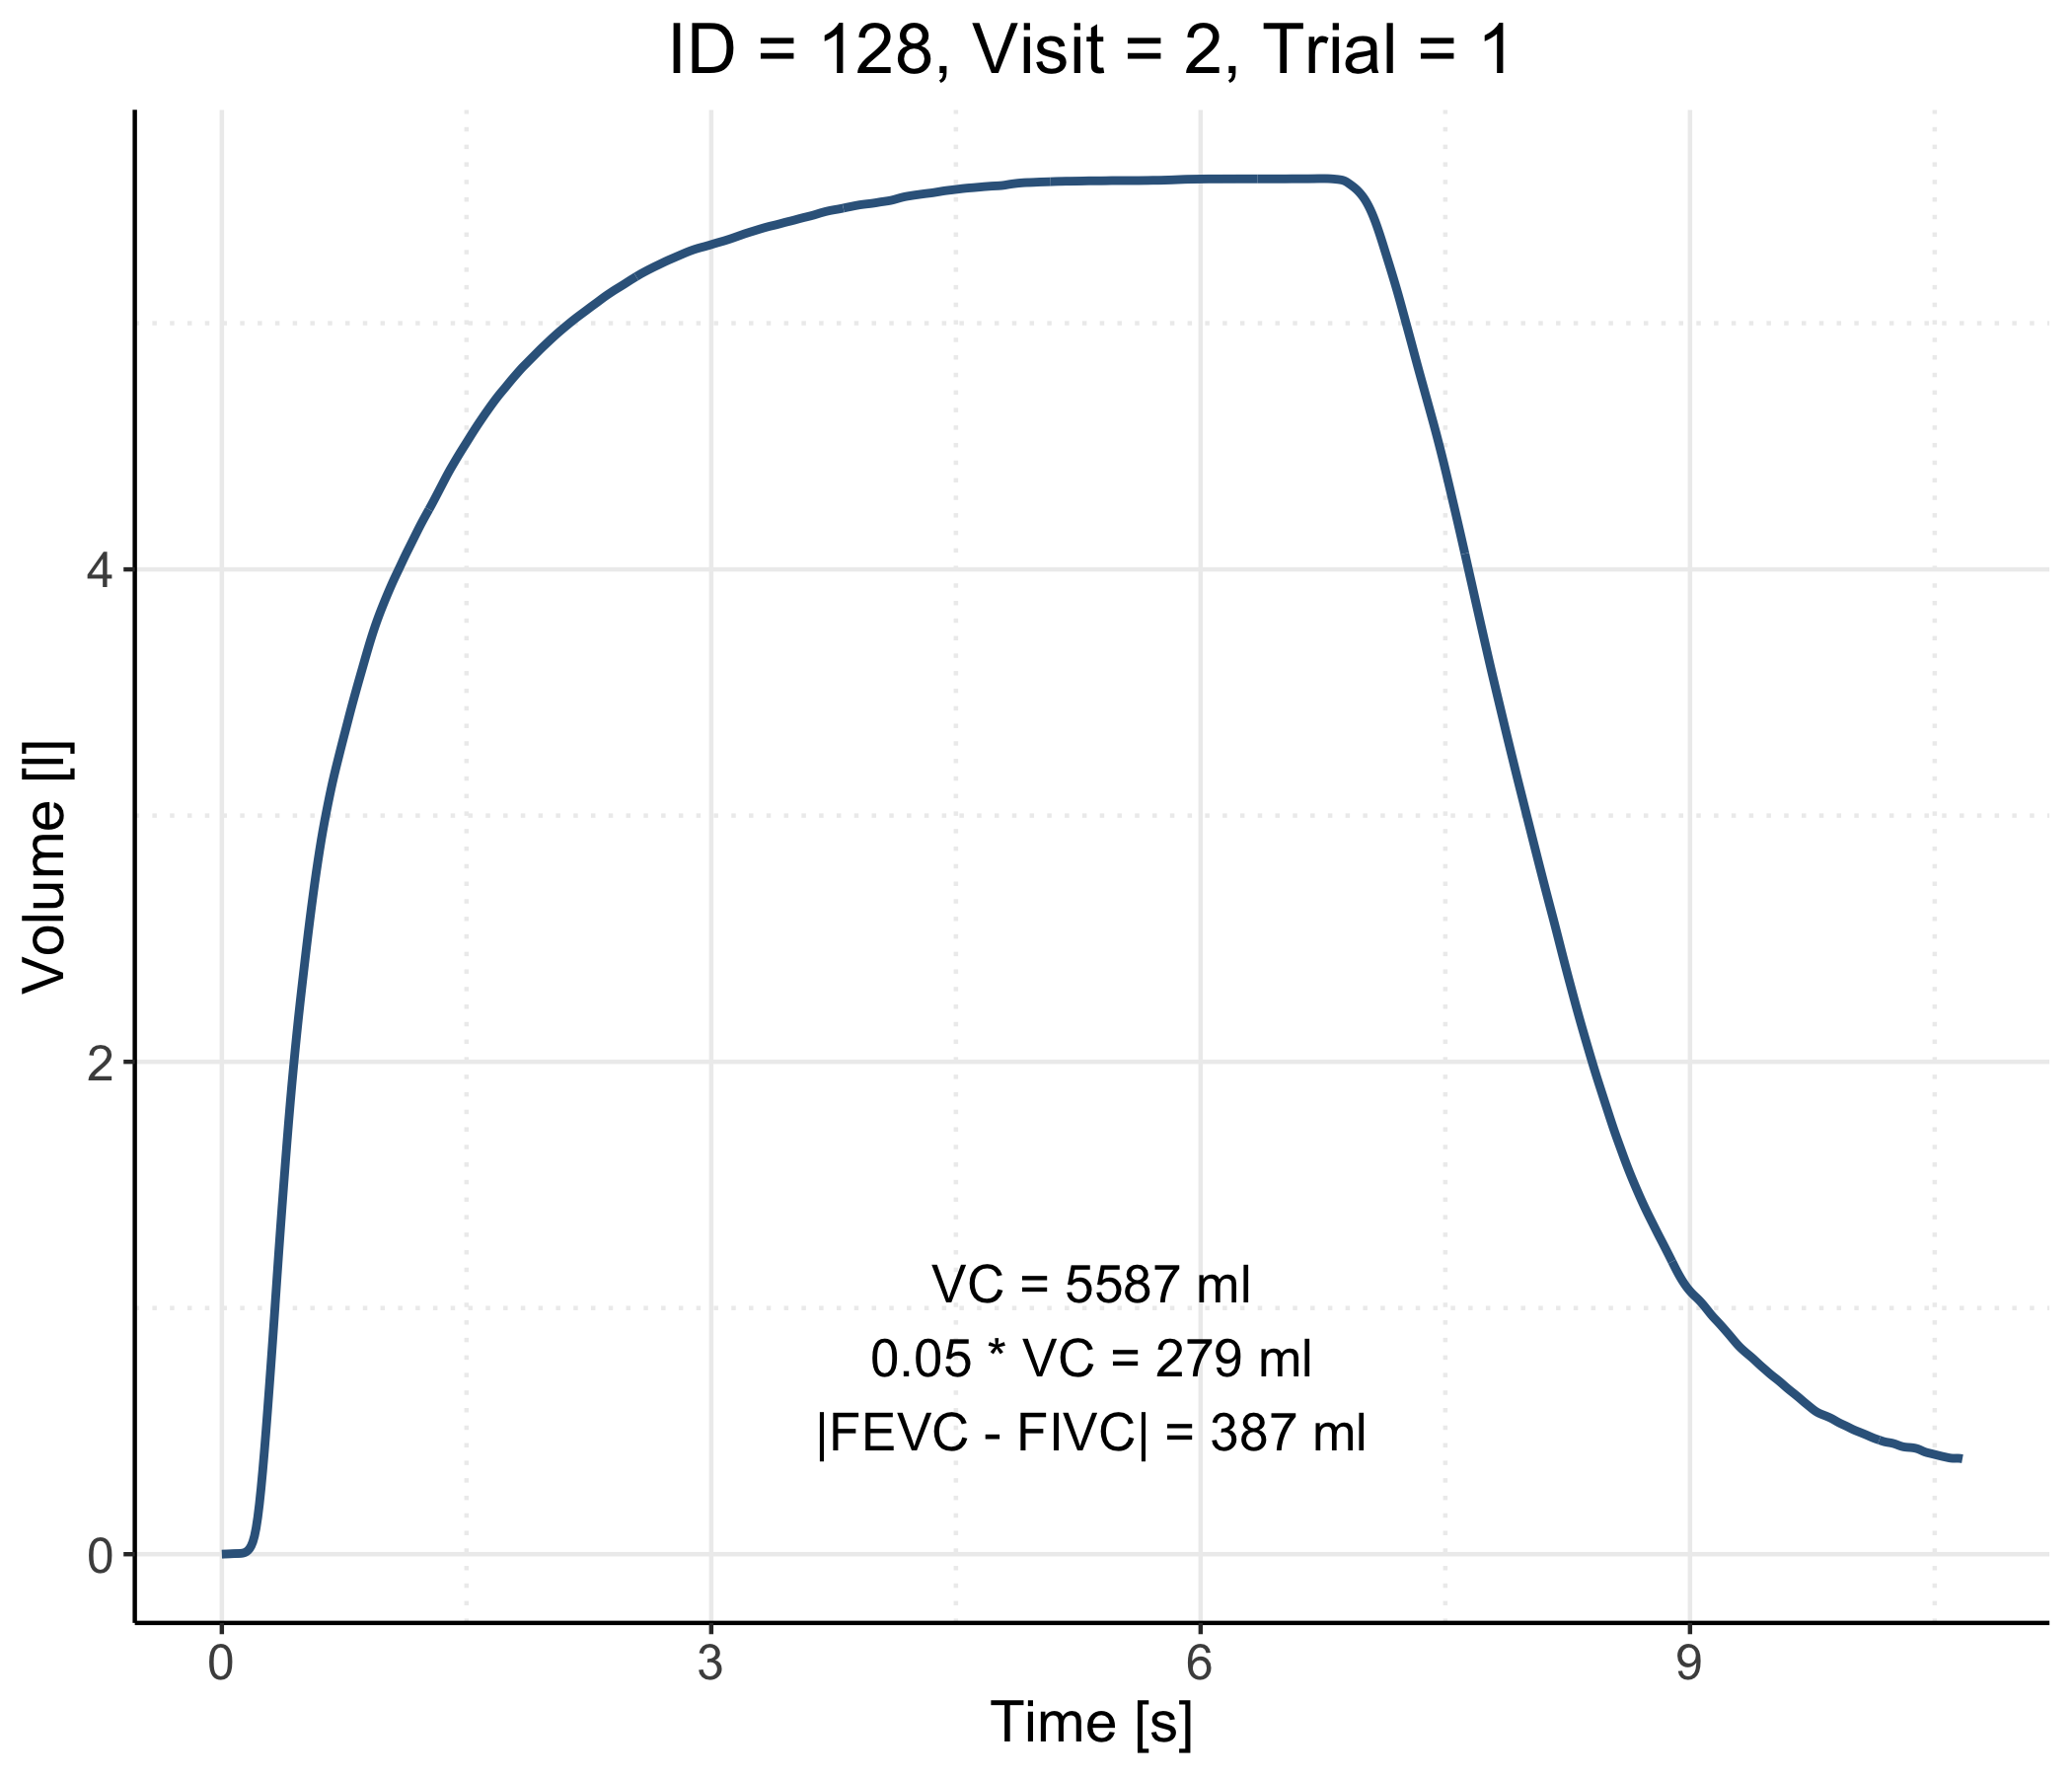 ID = 128, Visit = 2, Trial = 1
Volume [l]
4
2
0
VC = 5587 ml
0.05 * VC = 279 ml
|FEVC - FIVC| = 387 ml
0 3 6 9
Time [s]